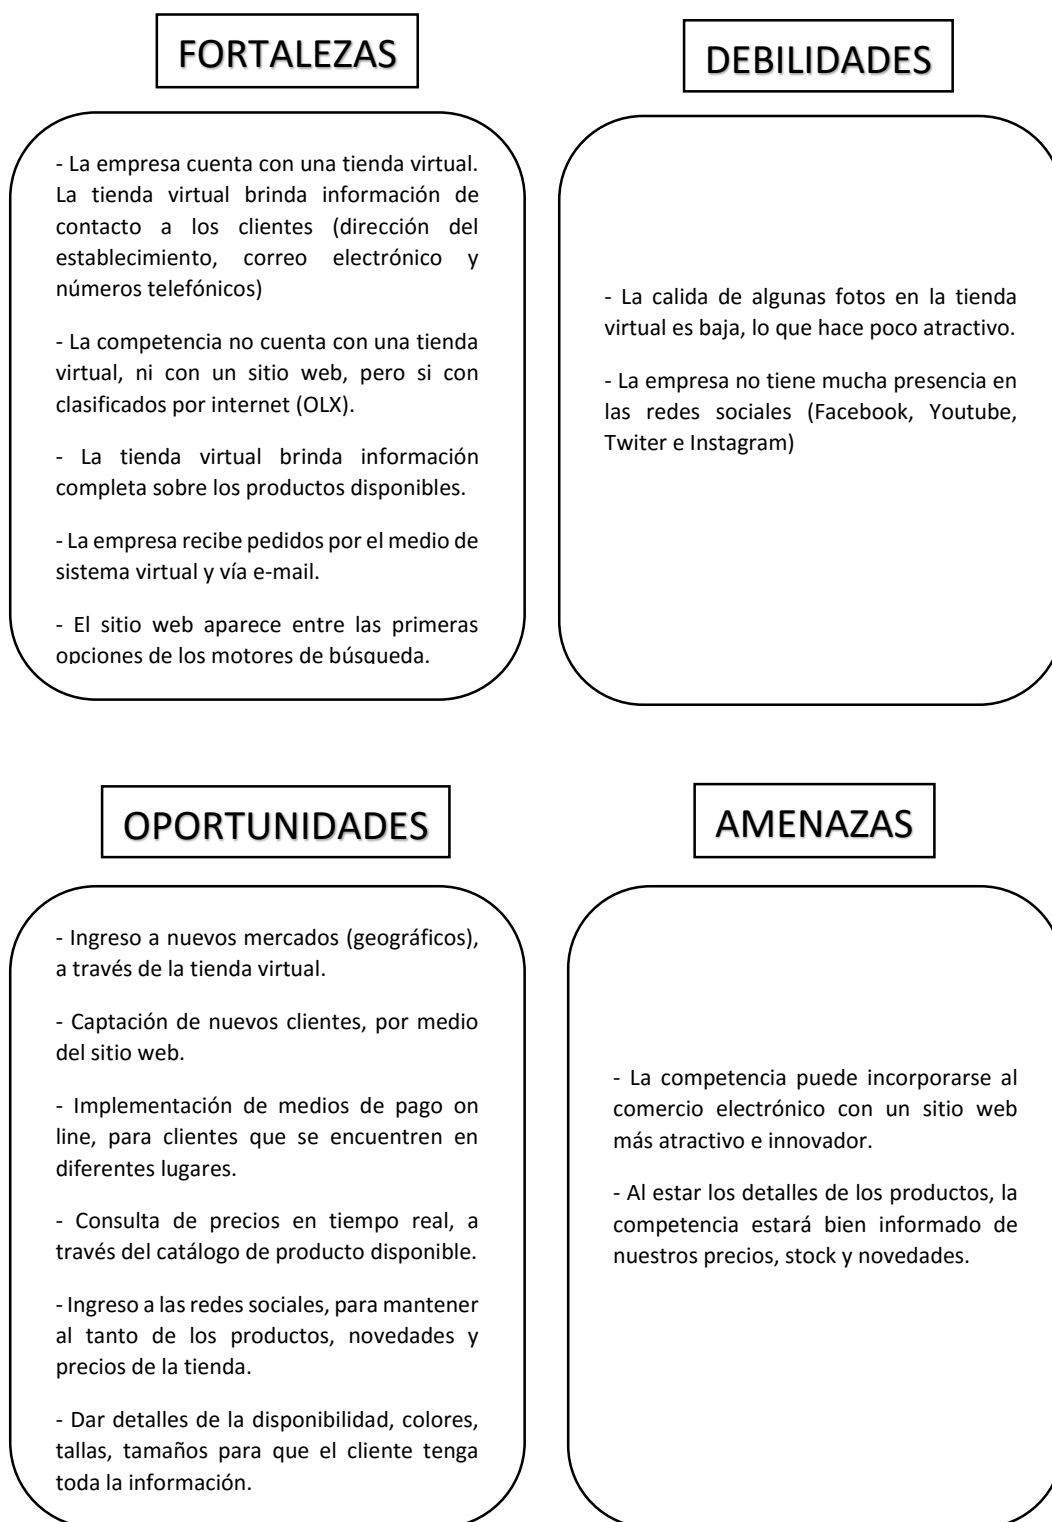 FORTALEZAS
- La empresa cuenta con una tienda virtual.
La tienda virtual brinda información de
contacto a los clientes (dirección del
establecimiento, correo electrónico y
números telefónicos)
- La competencia no cuenta con una tienda
virtual, ni con un sitio web, pero si con
clasificados por internet (OLX).
- La tienda virtual brinda información
completa sobre los productos disponibles.
- La empresa recibe pedidos por el medio de
sistema virtual y vía e-mail.
- El sitio web aparece entre las primeras
opciones de los motores de búsqueda.
DEBILIDADES
- La calida de algunas fotos en la tienda
virtual es baja, lo que hace poco atractivo.
- La empresa no tiene mucha presencia en
las redes sociales (Facebook, Youtube,
Twiter e Instagram)
OPORTUNIDADES
- Ingreso a nuevos mercados (geográficos),
a través de la tienda virtual.
- Captación de nuevos clientes, por medio
del sitio web.
- Implementación de medios de pago on
line, para clientes que se encuentren en
diferentes lugares.
- Consulta de precios en tiempo real, a
través del catálogo de producto disponible.
- Ingreso a las redes sociales, para mantener
al tanto de los productos, novedades y
precios de la tienda.
- Dar detalles de la disponibilidad, colores,
tallas, tamaños para que el cliente tenga
toda la información.
AMENAZAS
- La competencia puede incorporarse al
comercio electrónico con un sitio web
más atractivo e innovador.
- Al estar los detalles de los productos, la
competencia estará bien informado de
nuestros precios, stock y novedades.